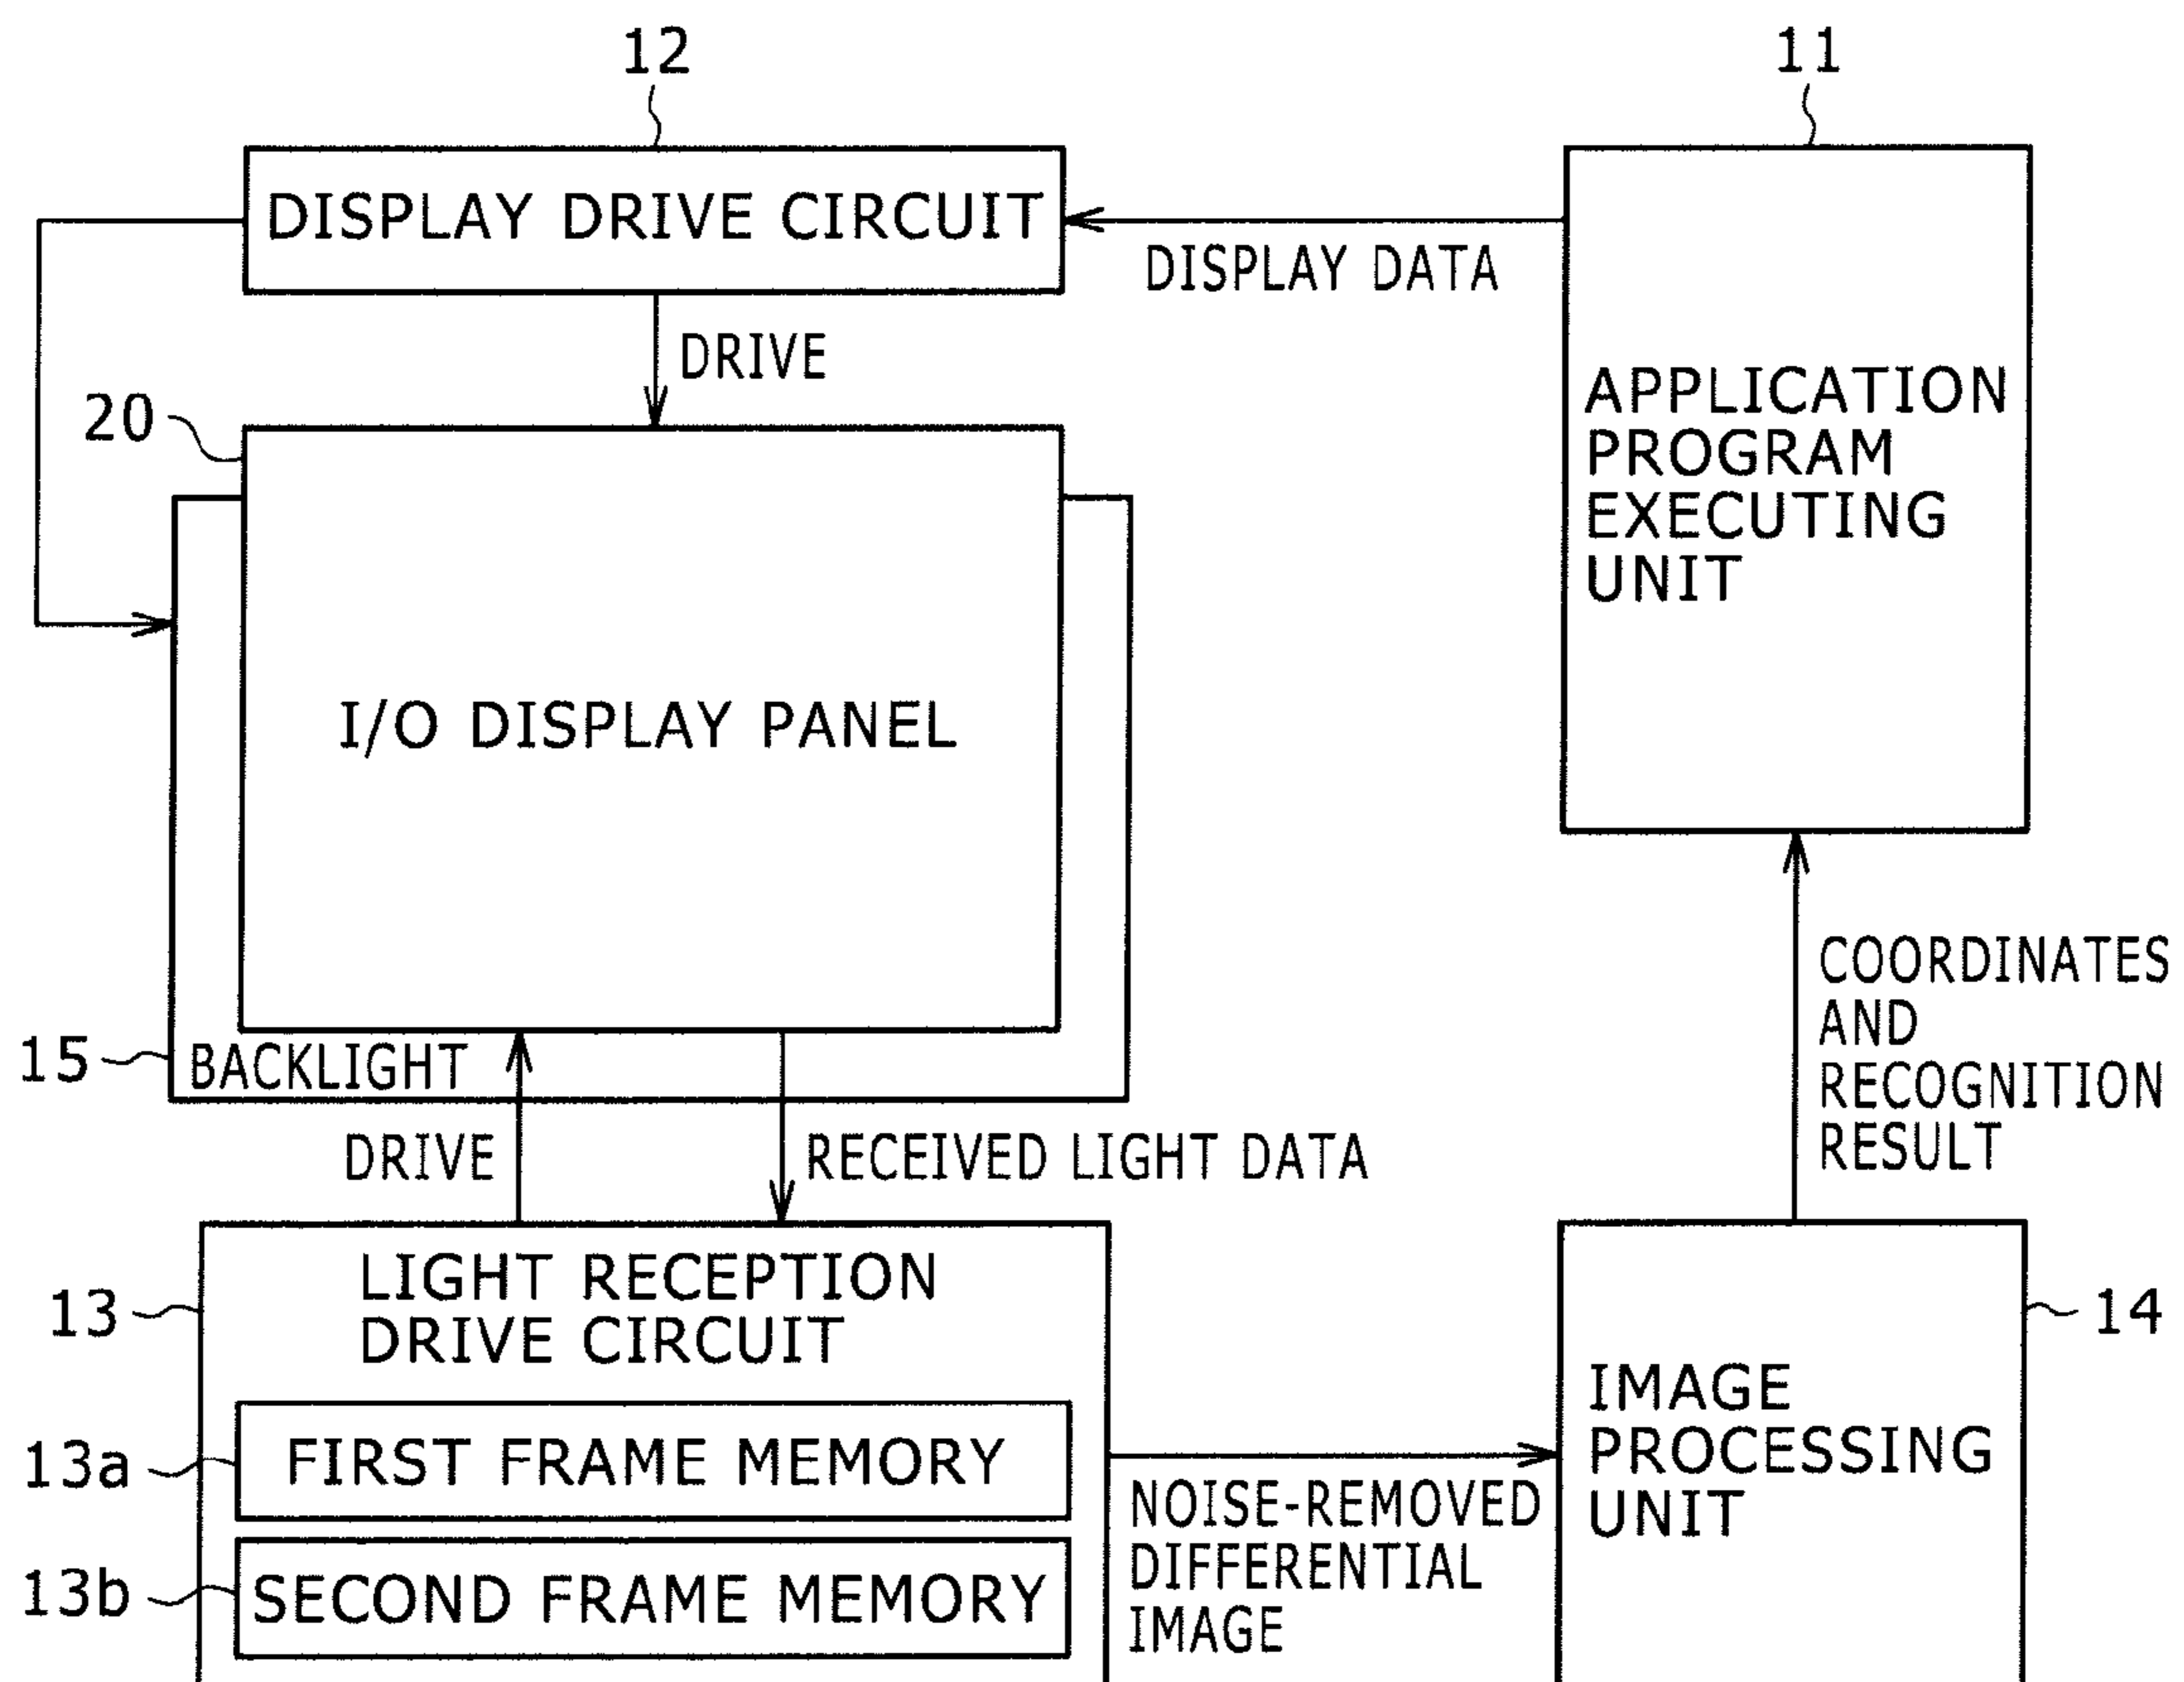 12
11
DISPLAY DRIVE CIRCUIT
DISPLAY DATA
DRIVE
20
APPLICATION
PROGRAM
EXECUTING
UNIT
I/O DISPLAY PANEL
15
BACKLIGHT
COORDINATES
AND
RECOGNITION
RESULT
DRIVE
RECEIVED LIGHT DATA
13
LIGHT RECEPTION
DRIVE CIRCUIT
14
13a
FIRST FRAME MEMORY
13b
SECOND FRAME MEMORY
NOISE-REMOVED
DIFFERENTIAL
IMAGE
IMAGE
PROCESSING
UNIT